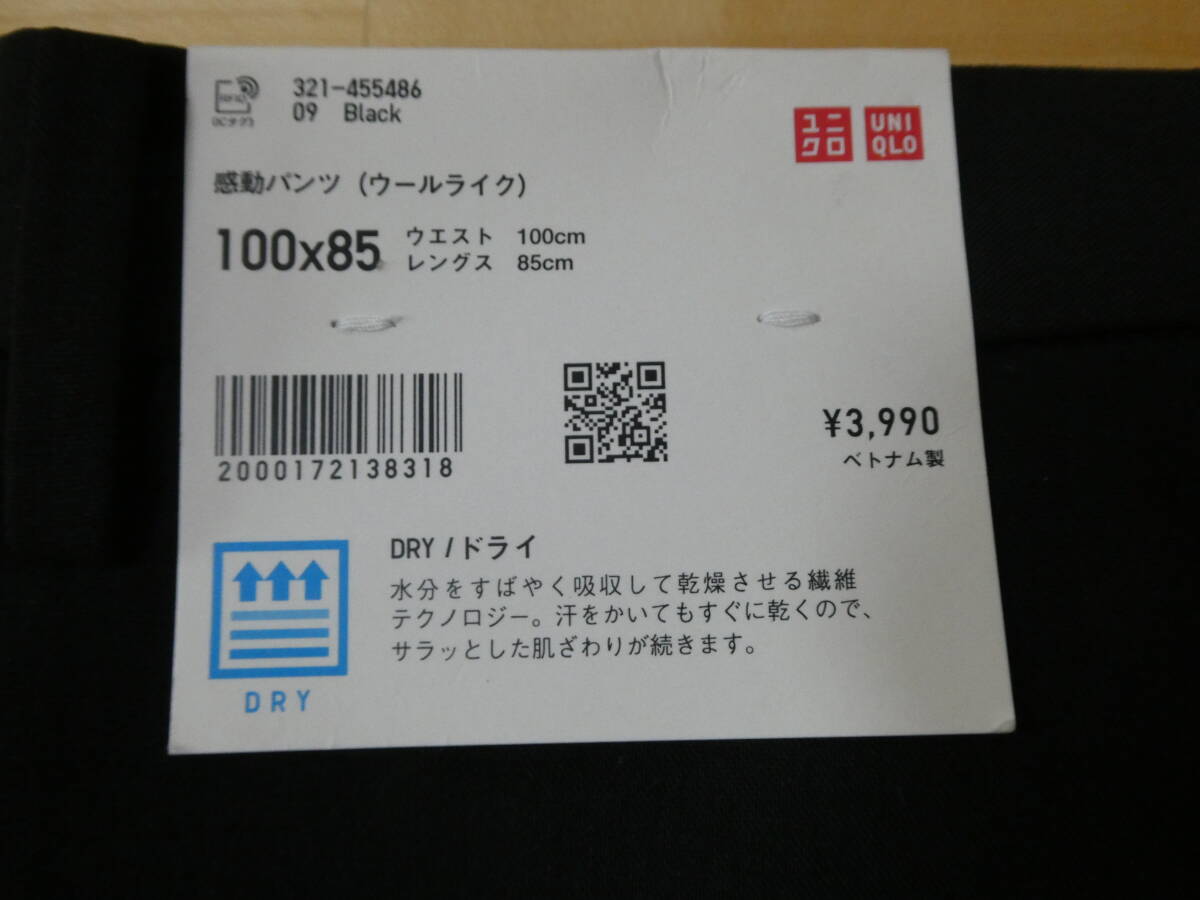 RFID
(ICタグ)
321-455486
09 Black
ユニ
クロ
UNI
QLO
感動パンツ (ウールライク)
100x85
ウエスト 100cm
レングス 85cm
2000172138318
¥3,990
ベトナム製
DRY / ドライ
水分をすばやく吸収して乾燥させる繊維
テクノロジー。汗をかいてもすぐに乾くので、
サラッとした肌ざわりが続きます。
DRY